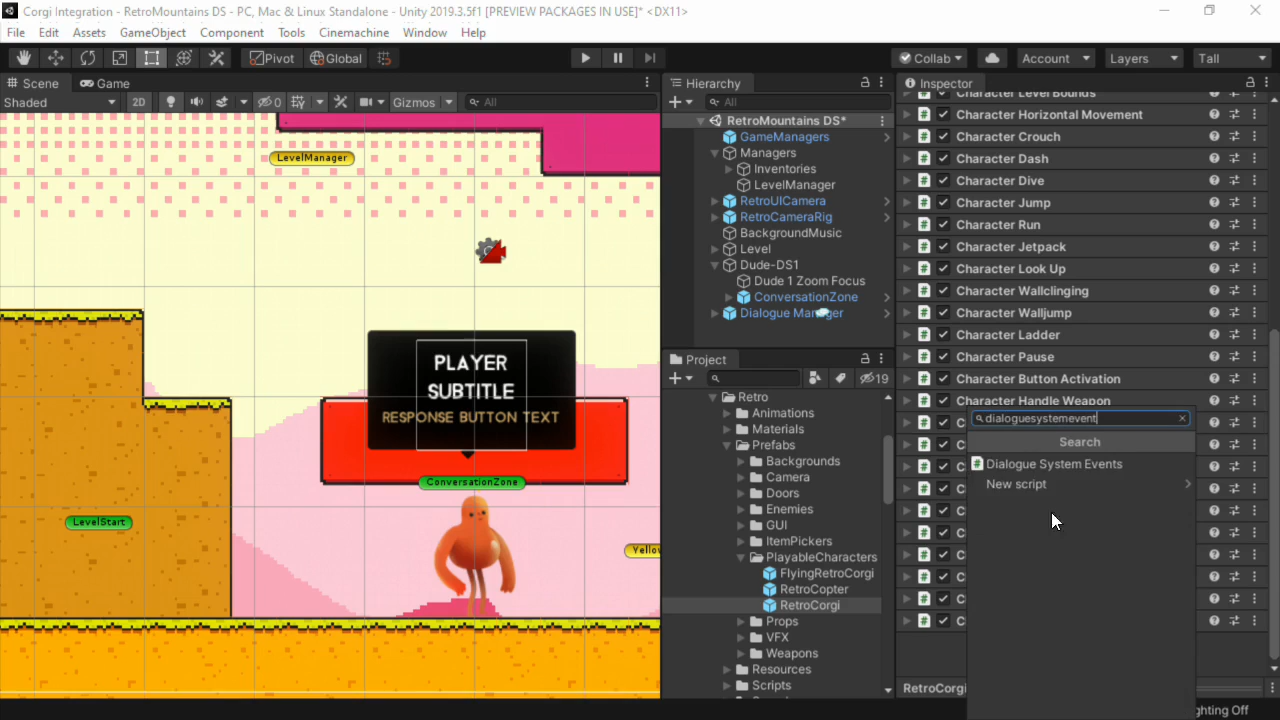 Corgi Integration - RetroMountains DS - PC, Mac & Linux Standalone - Unity 2019.3.5f1 [PREVIEW PACKAGES IN USE]* <DX11>
File Edit Assets GameObject Component Tools Cinemachine Window Help
Pivot Global Collab Account Layers Tall
Scene Game
Shaded 2D 0 Gizmos All
LevelManager
PLAYER
SUBTITLE
RESPONSE BUTTON TEXT
ConversationZone
LevelStart
Hierarchy
All
RetroMountains DS*
GameManagers
Managers
Inventories
LevelManager
RetroUICamera
RetroCameraRig
BackgroundMusic
Level
Dude-DS1
Dude 1 Zoom Focus
ConversationZone
Dialogue Manager
Project
19
Retro
Animations
Materials
Prefabs
Backgrounds
Camera
Doors
Enemies
GUI
ItemPickers
PlayableCharacters
FlyingRetroCorgi
RetroCopter
RetroCorgi
Props
VFX
Weapons
Resources
Scripts
Inspector
Character Level Bounds
Character Horizontal Movement
Character Crouch
Character Dash
Character Dive
Character Jump
Character Run
Character Jetpack
Character Look Up
Character Wallclinging
Character Walljump
Character Ladder
Character Pause
Character Button Activation
Character Handle Weapon
dialoguesystemevent
Search
Dialogue System Events
New script
RetroCorgi
ghting Off